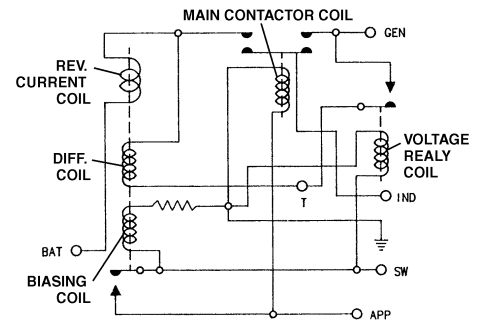 MAIN CONTACTOR COIL
GEN
REV.
CURRENT
COIL
VOLTAGE
REALY
COIL
DIFF.
COIL
T
IND
BAT
BIASING
COIL
SW
APP